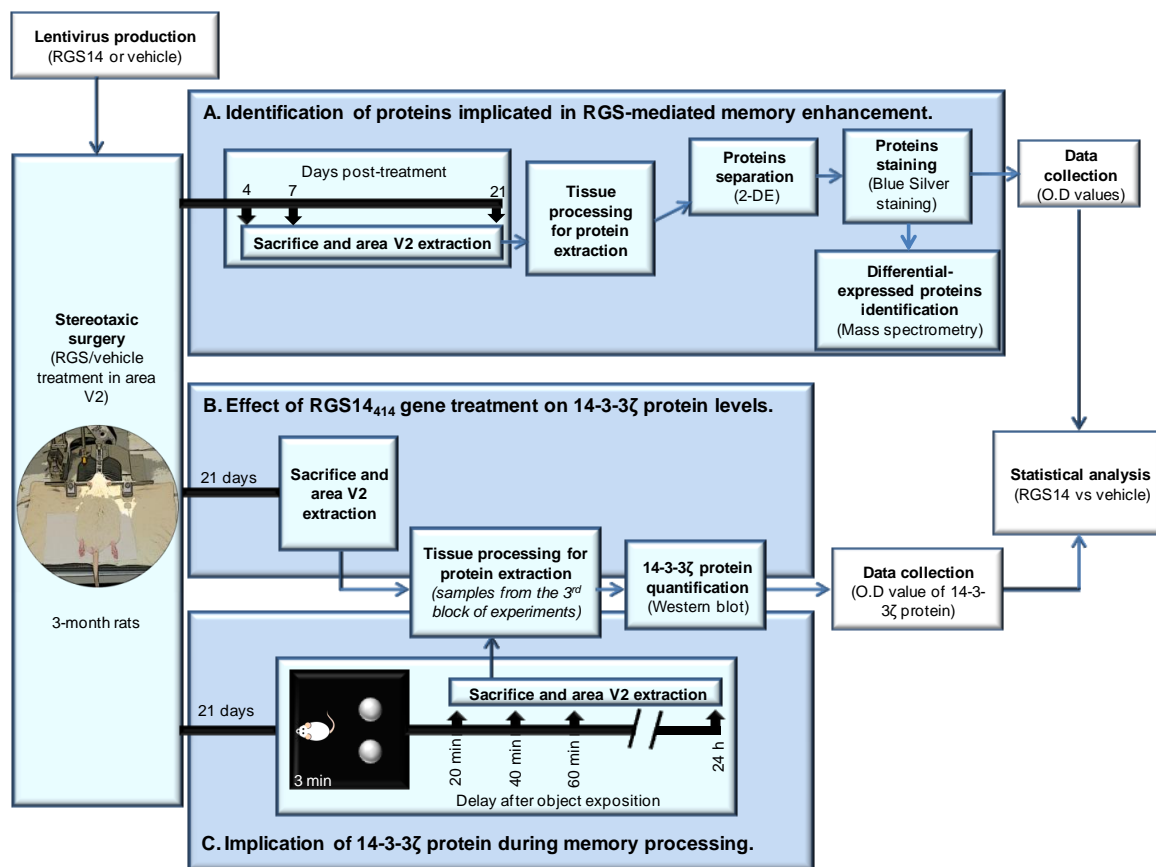 Lentivirus production
(RGS14 or vehicle)
A. Identification of proteins implicated in RGS-mediated memory enhancement.
Days post-treatment
4
7
21
Sacrifice and area V2 extraction
Tissue
processing
for protein
extraction
Proteins
separation
(2-DE)
Proteins
staining
(Blue Silver
staining)
Data
collection
(O.D values)
Differential-
expressed proteins
identification
(Mass spectrometry)
Stereotaxic
surgery
(RGS/vehicle
treatment in area
V2)
3-month rats
B. Effect of RGS14₄₁₄ gene treatment on 14-3-3ζ protein levels.
21 days
Sacrifice and
area V2
extraction
Tissue processing for
protein extraction
(samples from the 3rd
block of experiments)
14-3-3ζ protein
quantification
(Western blot)
Data collection
(O.D value of 14-3-
3ζ protein)
Statistical analysis
(RGS14 vs vehicle)
21 days
3 min
Sacrifice and area V2 extraction
20 min
40 min
60 min
24 h
Delay after object exposition
C. Implication of 14-3-3ζ protein during memory processing.